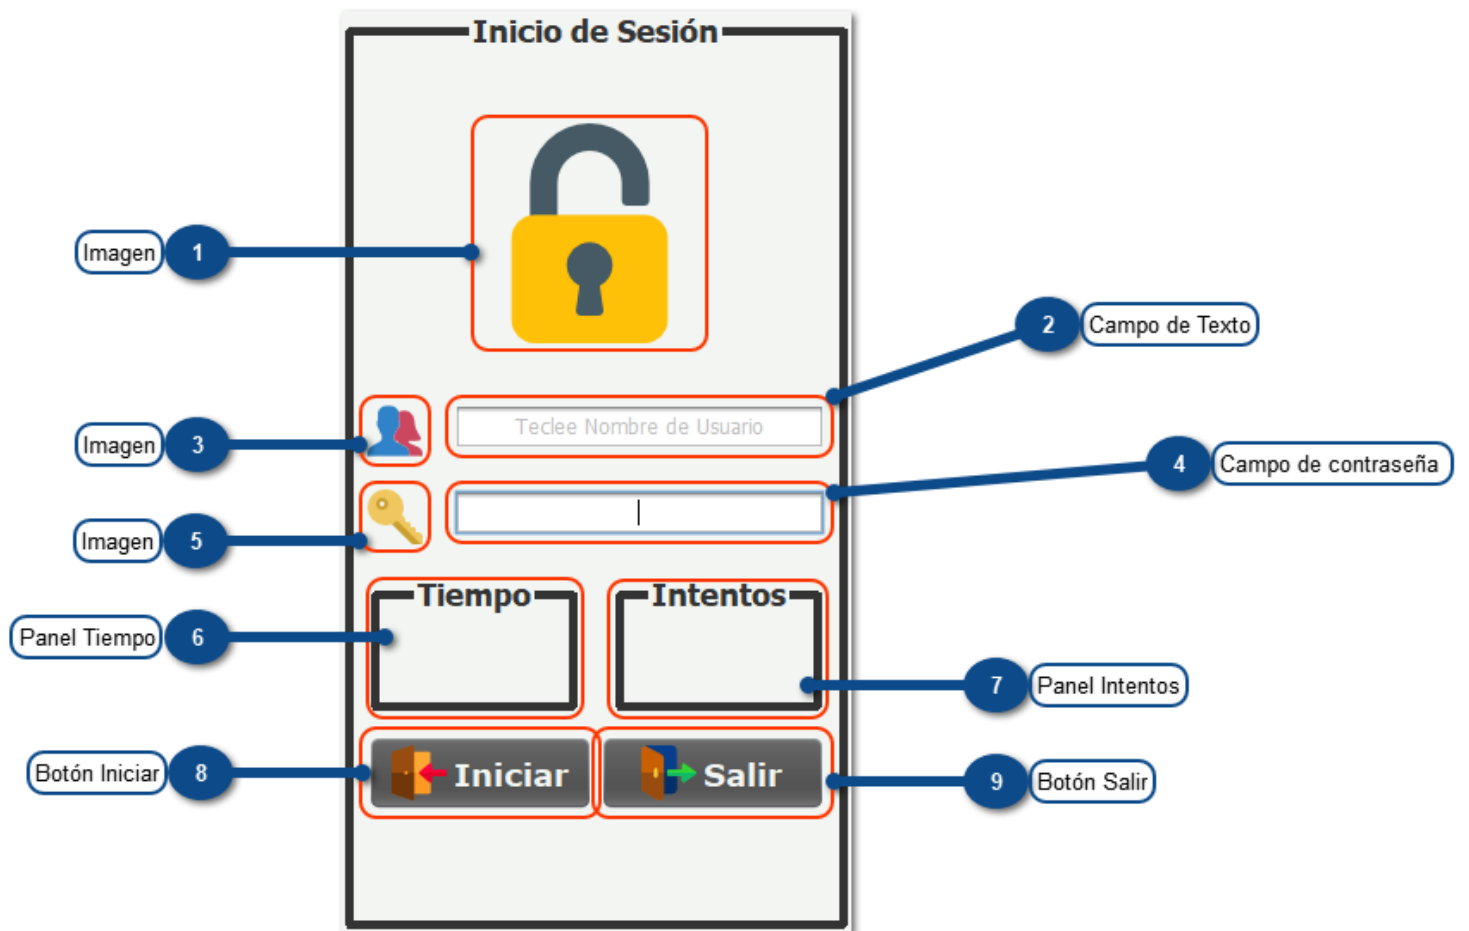 Inicio de Sesión
Imagen 1
2 Campo de Texto
Imagen 3
Teclee Nombre de Usuario
4 Campo de contraseña
Imagen 5
Tiempo
Intentos
Panel Tiempo 6
7 Panel Intentos
Botón Iniciar 8
Iniciar
Salir
9 Botón Salir